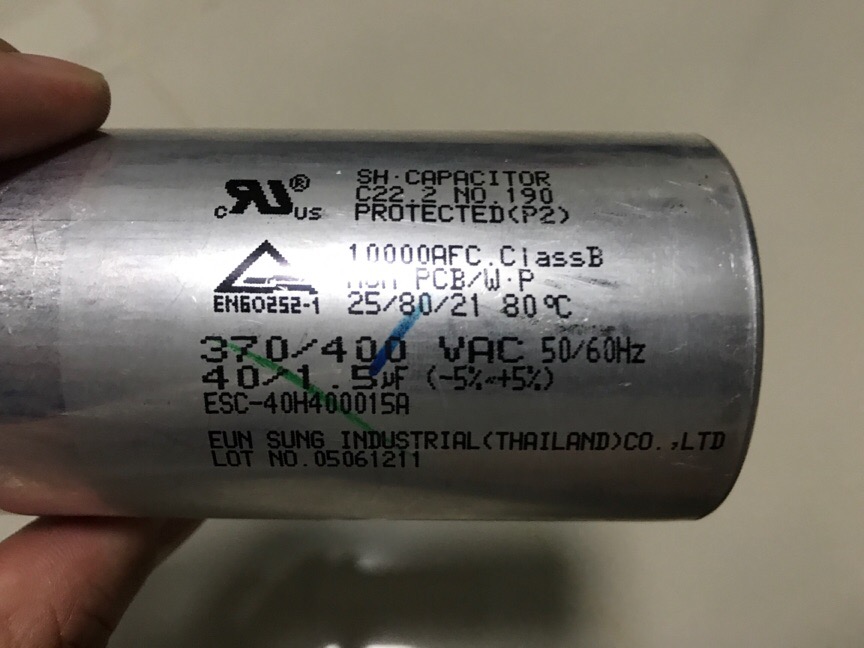 c RU® US
SH·CAPACITOR
C22.2 NO.190
PROTECTED(P2)
EN60252-1
10000AFC.ClassB
PCB/W·P
25/80/21 80℃
370/400 VAC 50/60Hz
40/1.5μF (-5%~+5%)
ESC-40H400015A
EUN SUNG INDUSTRIAL(THAILAND)CO.,LTD
LOT NO.05061211